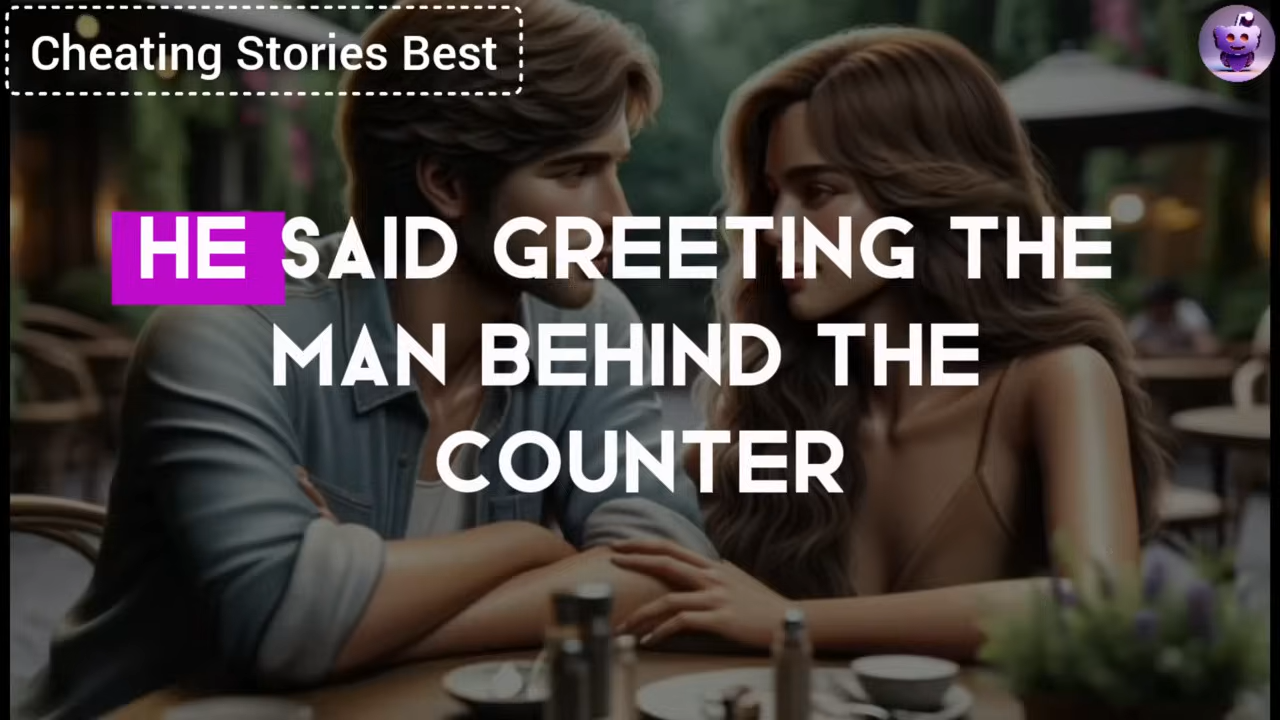 Cheating Stories Best
HE SAID GREETING THE
MAN BEHIND THE
COUNTER